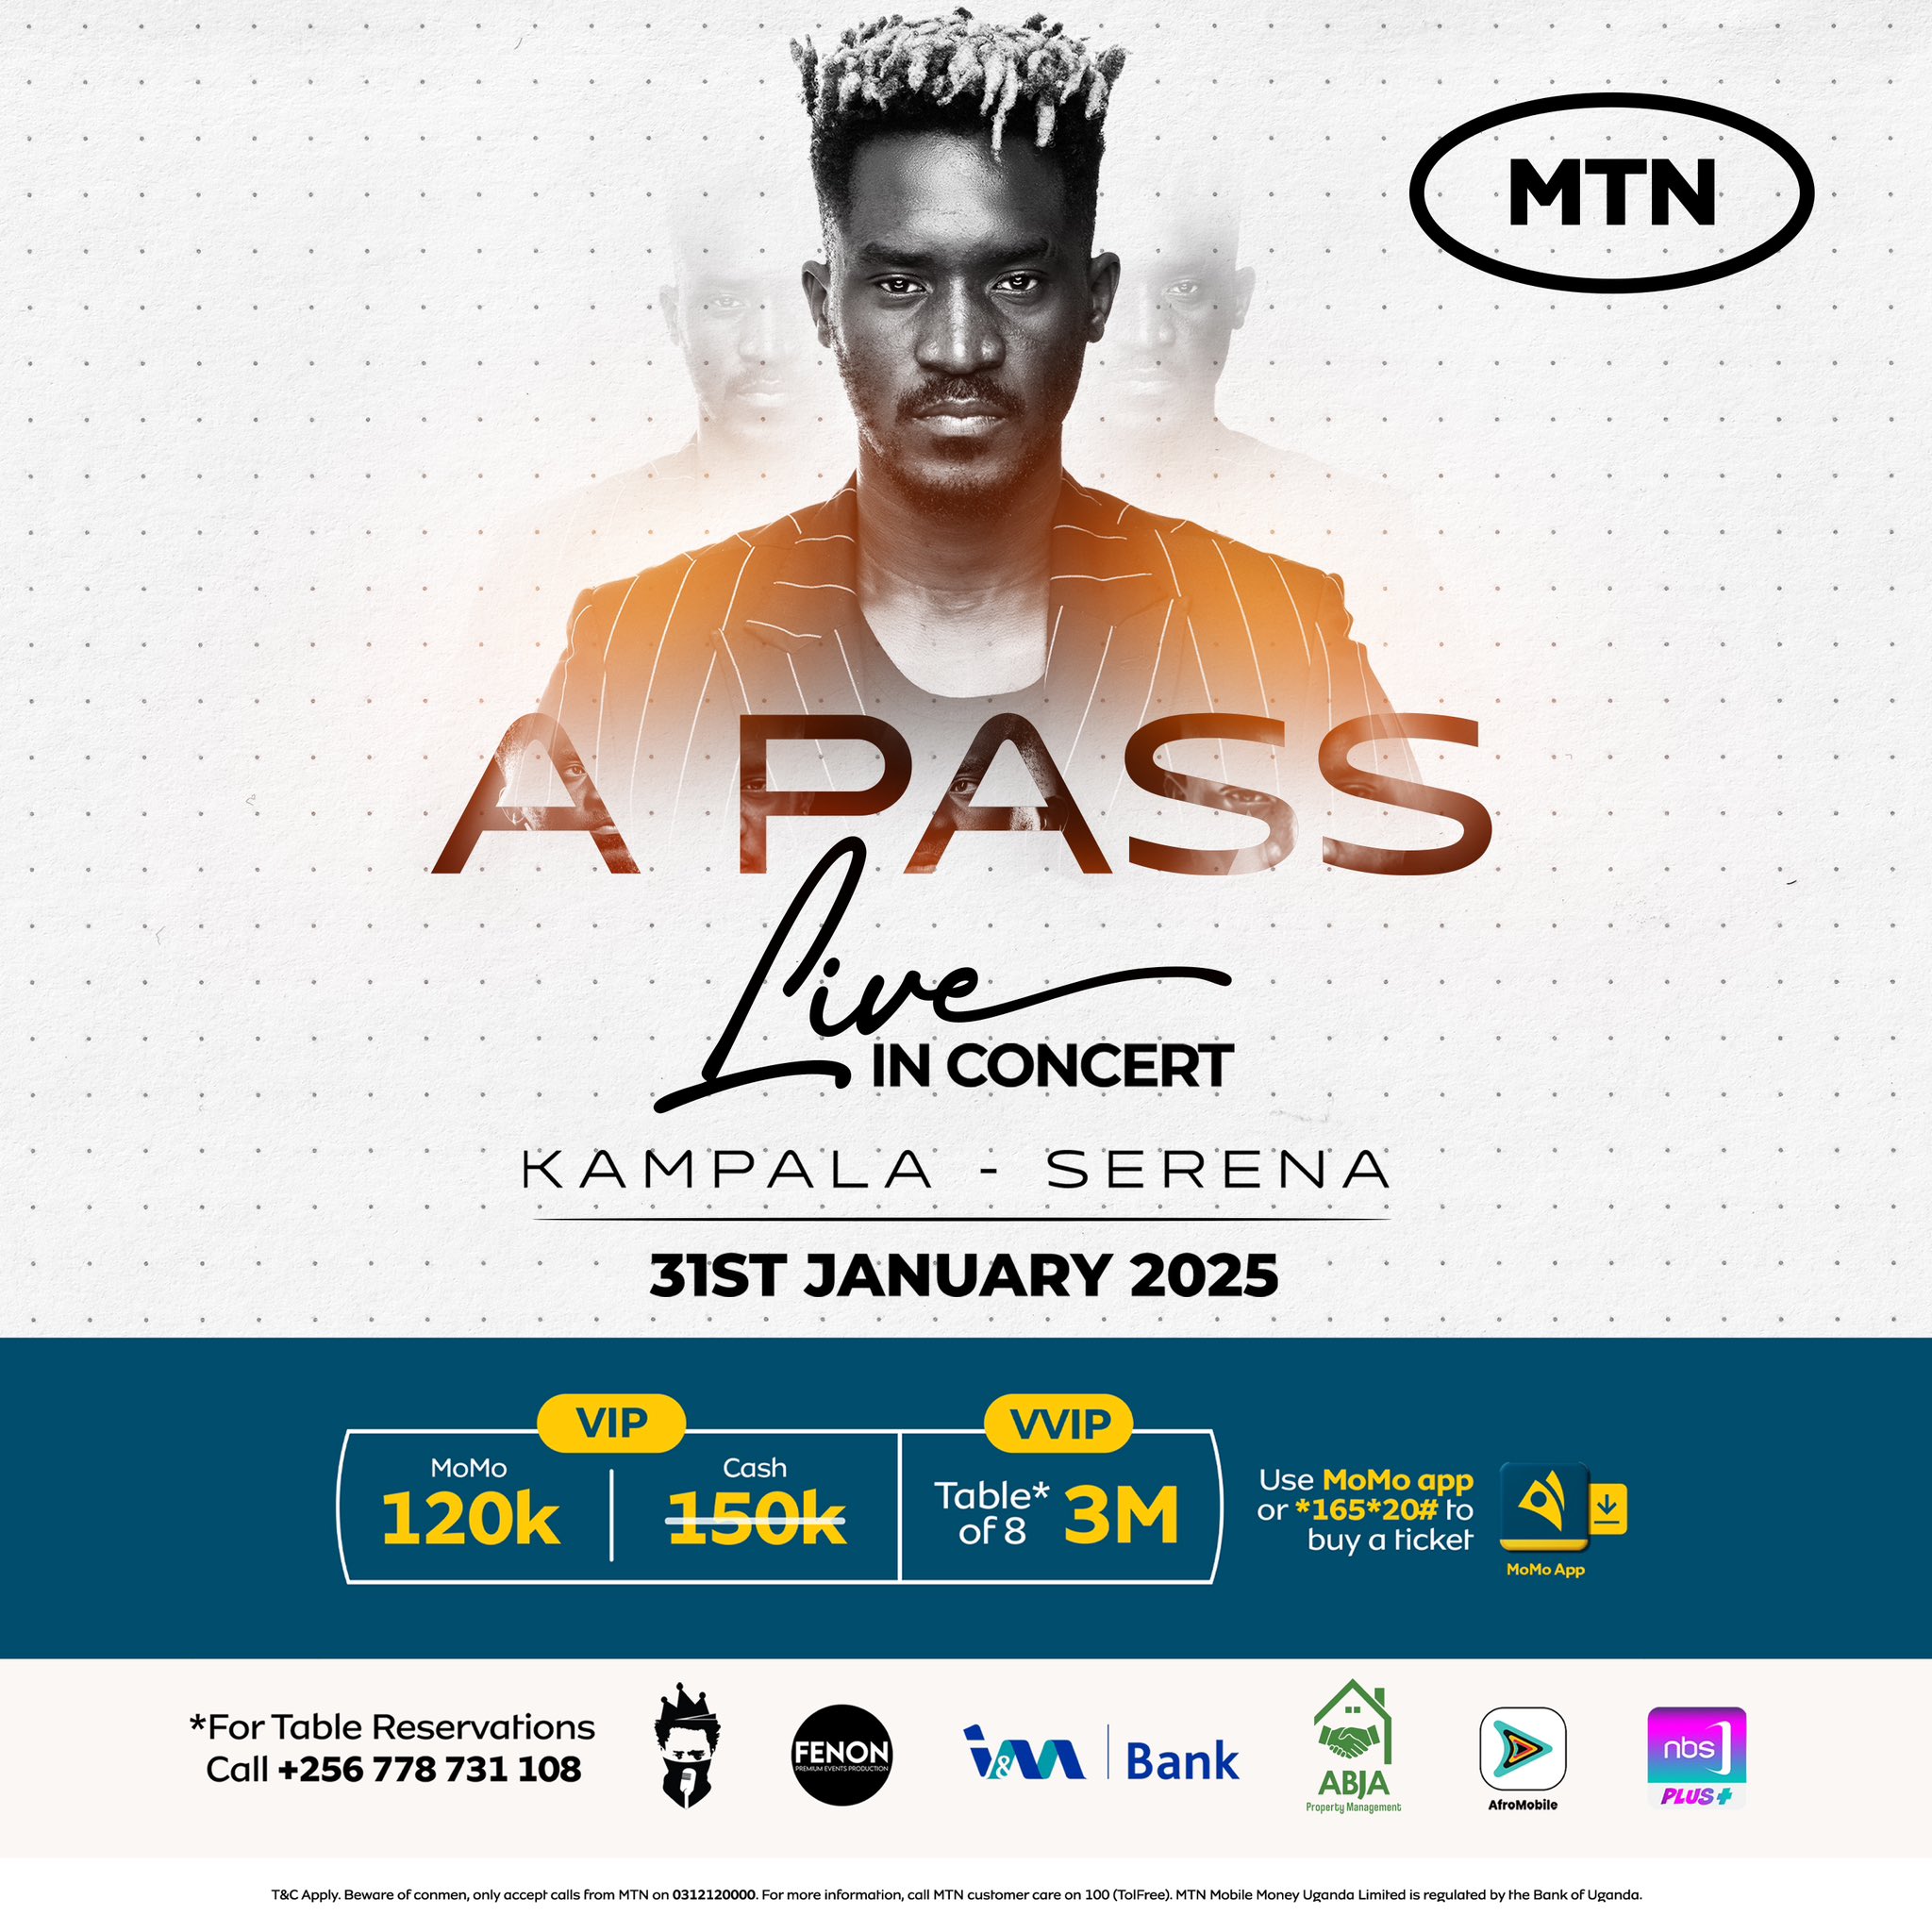 MTN
A PASS
Live
IN CONCERT
KAMPALA - SERENA
31ST JANUARY 2025
VIP
MoMo
120k
Cash
150k
VVIP
Table*
of 8
3M
Use MoMo app
or *165*20# to
buy a ticket
MoMo App
*For Table Reservations
Call +256 778 731 108
FENON
PREMIUM EVENTS PRODUCTION
i&m Bank
ABJA
Property Management
AfroMobile
nbs
PLUS+
T&C Apply. Beware of conmen, only accept calls from MTN on 0312120000. For more information, call MTN customer care on 100 (TolFree). MTN Mobile Money Uganda Limited is regulated by the Bank of Uganda.